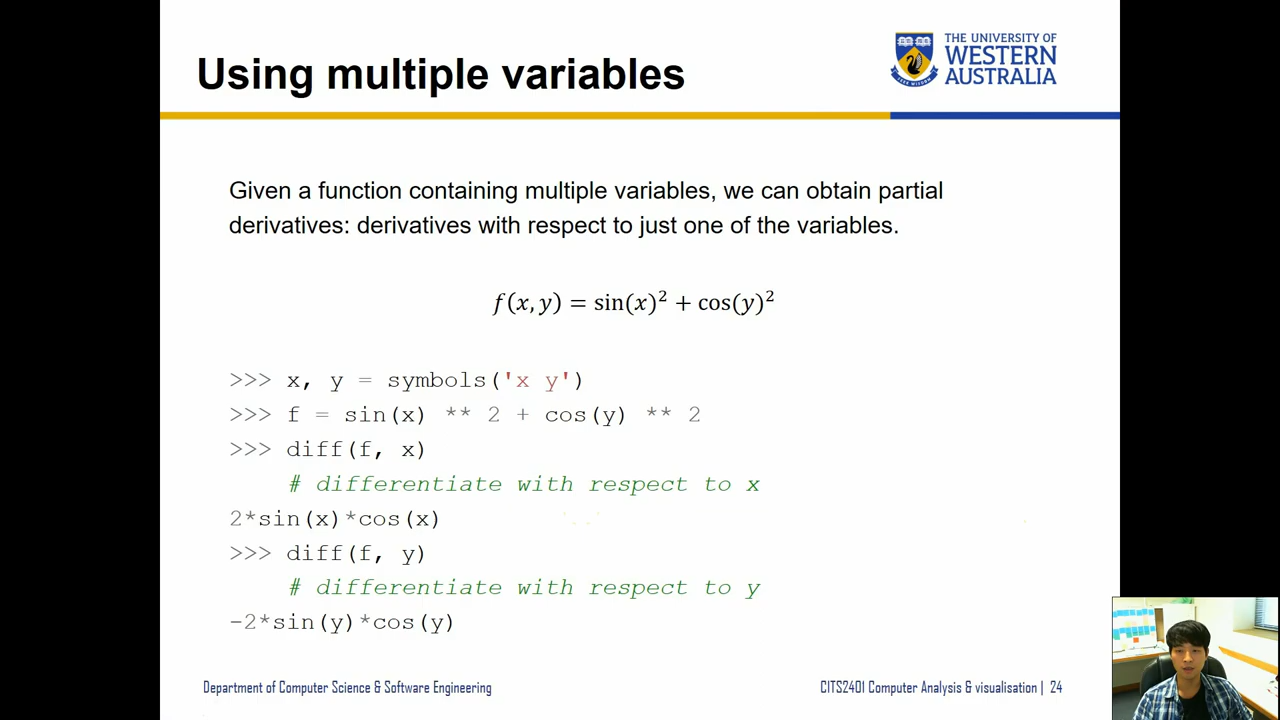 Using multiple variables
THE UNIVERSITY OF
WESTERN
AUSTRALIA
Given a function containing multiple variables, we can obtain partial
derivatives: derivatives with respect to just one of the variables.
f(x, y) = sin(x)² + cos(y)²
>>> x, y = symbols('x y')
>>> f = sin(x) ** 2 + cos(y) ** 2
>>> diff(f, x)
# differentiate with respect to x
2*sin(x)*cos(x)
>>> diff(f, y)
# differentiate with respect to y
-2*sin(y)*cos(y)
Department of Computer Science & Software Engineering
CITS2401 Computer Analysis & visualisation | 24